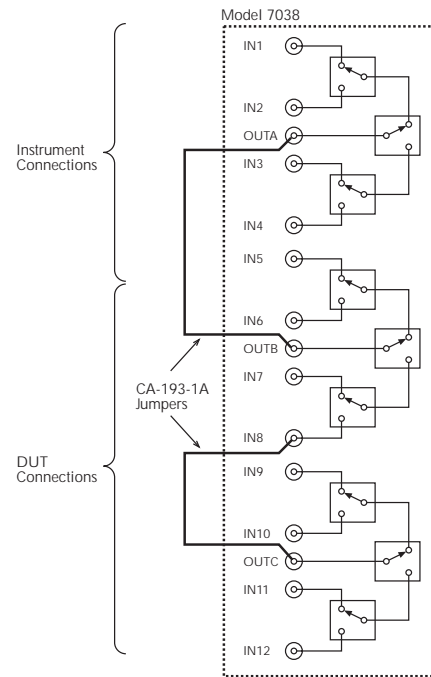 Model 7038
IN1
IN2
OUTA
IN3
IN4
IN5
IN6
OUTB
IN7
IN8
IN9
IN10
OUTC
IN11
IN12
Instrument
Connections
CA-193-1A
Jumpers
DUT
Connections